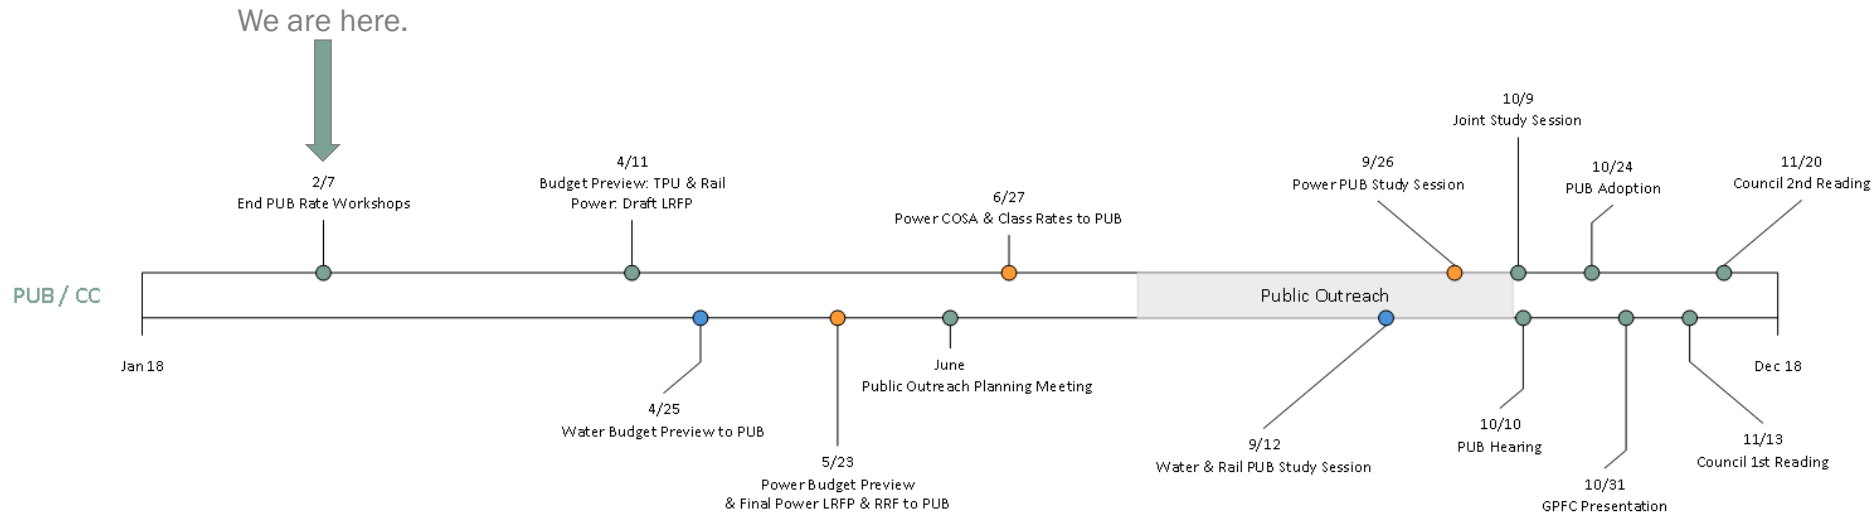 We are here.
10/9
Joint Study Session
4/11
Budget Preview: TPU & Rail
Power: Draft LRFP
9/26
Power PUB Study Session
10/24
PUB Adoption
11/20
Council 2nd Reading
2/7
End PUB Rate Workshops
6/27
Power COSA & Class Rates to PUB
PUB / CC
Public Outreach
Jan 18
June
Public Outreach Planning Meeting
Dec 18
4/25
Water Budget Preview to PUB
5/23
Power Budget Preview
& Final Power LRFP & RRF to PUB
9/12
Water & Rail PUB Study Session
10/10
PUB Hearing
11/13
Council 1st Reading
10/31
GPFC Presentation